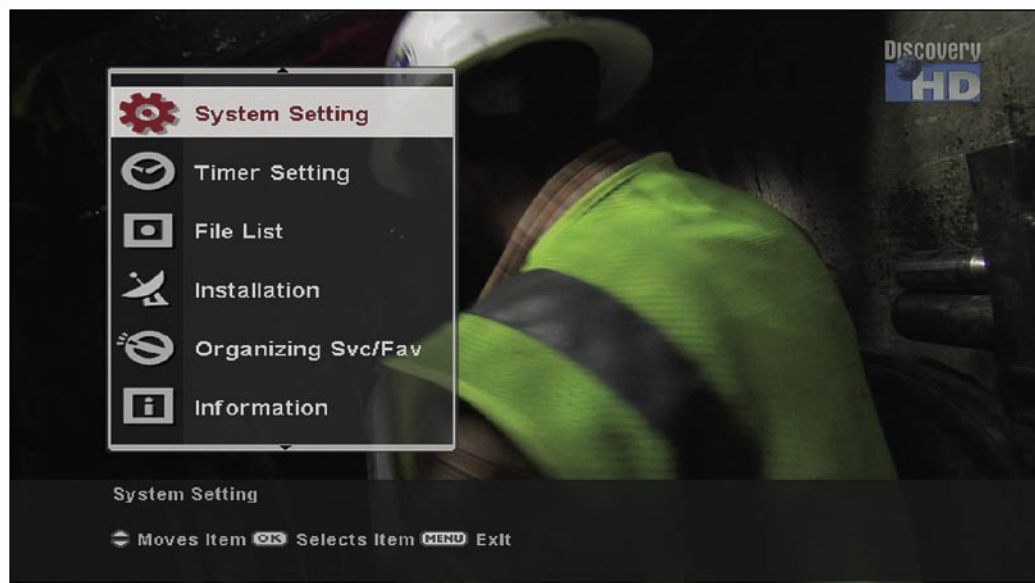 Discovery
HD
System Setting
Timer Setting
File List
Installation
Organizing Svc/Fav
Information
System Setting
Moves Item OK Selects Item MENU Exit